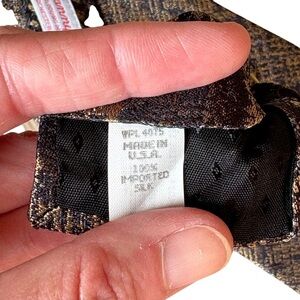 WPL 4075
MADE IN
U.S.A.
100%
IMPORTED
SILK